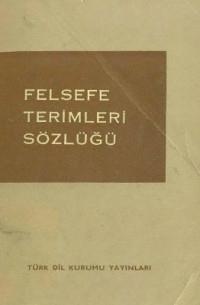 FELSEFE
TERİMLERİ
SÖZLÜĞÜ
TÜRK DİL KURUMU YAYINLARI